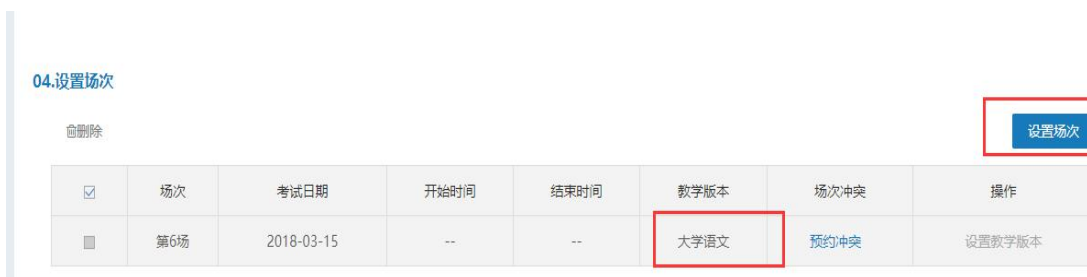 04.设置场次
删除
设置场次
场次 考试日期 开始时间 结束时间 教学版本 场次冲突 操作
第6场 2018-03-15 -- -- 大学语文 预约冲突 设置教学版本